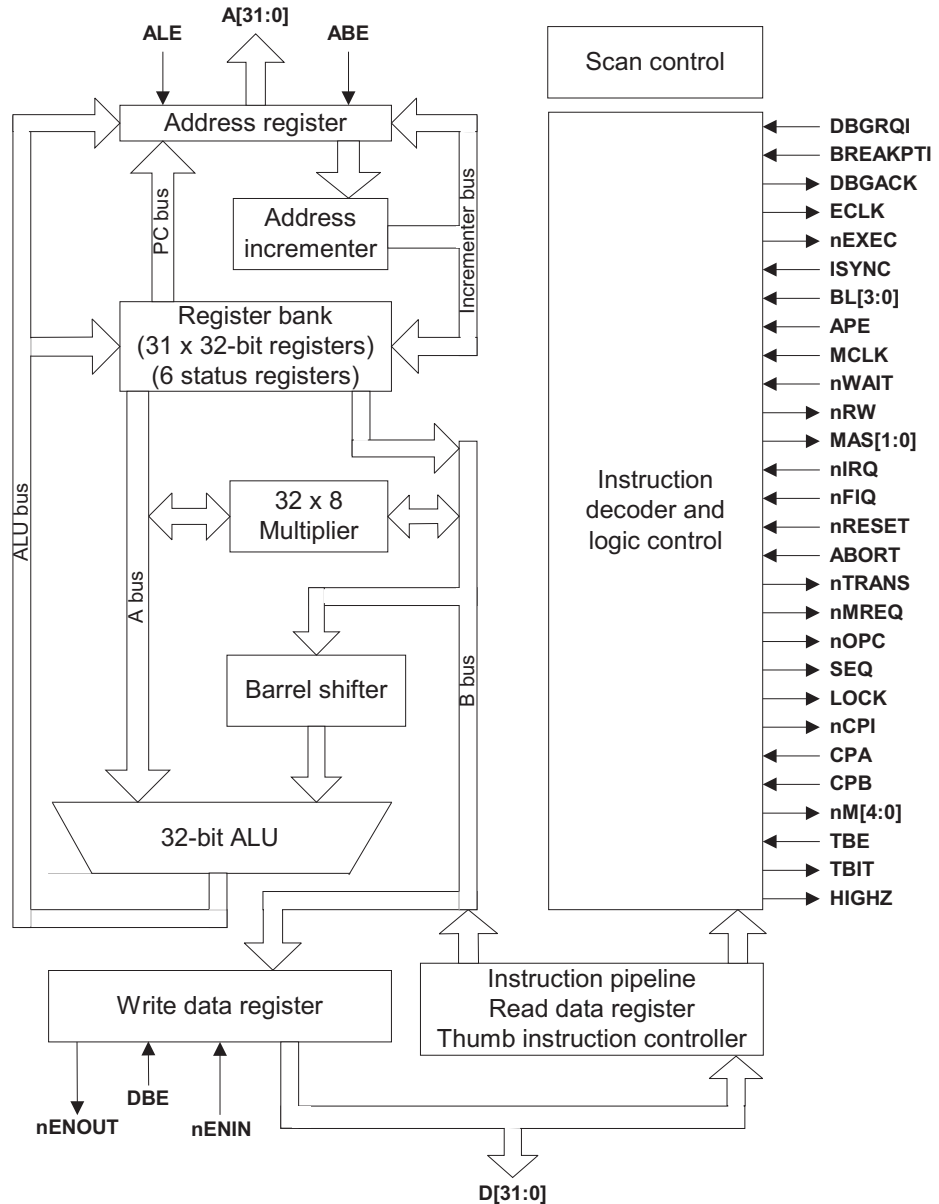 A[31:0]
ALE
ABE
Scan control
Address register
PC bus
Incrementer bus
Address
incrementer
Register bank
(31 x 32-bit registers)
(6 status registers)
ALU bus
A bus
32 x 8
Multiplier
B bus
Barrel shifter
32-bit ALU
Write data register
nENOUT
DBE
nENIN
Instruction pipeline
Read data register
Thumb instruction controller
D[31:0]
Instruction
decoder and
logic control
DBGRQI
BREAKPTI
DBGACK
ECLK
nEXEC
ISYNC
BL[3:0]
APE
MCLK
nWAIT
nRW
MAS[1:0]
nIRQ
nFIQ
nRESET
ABORT
nTRANS
nMREQ
nOPC
SEQ
LOCK
nCPI
CPA
CPB
nM[4:0]
TBE
TBIT
HIGHZ